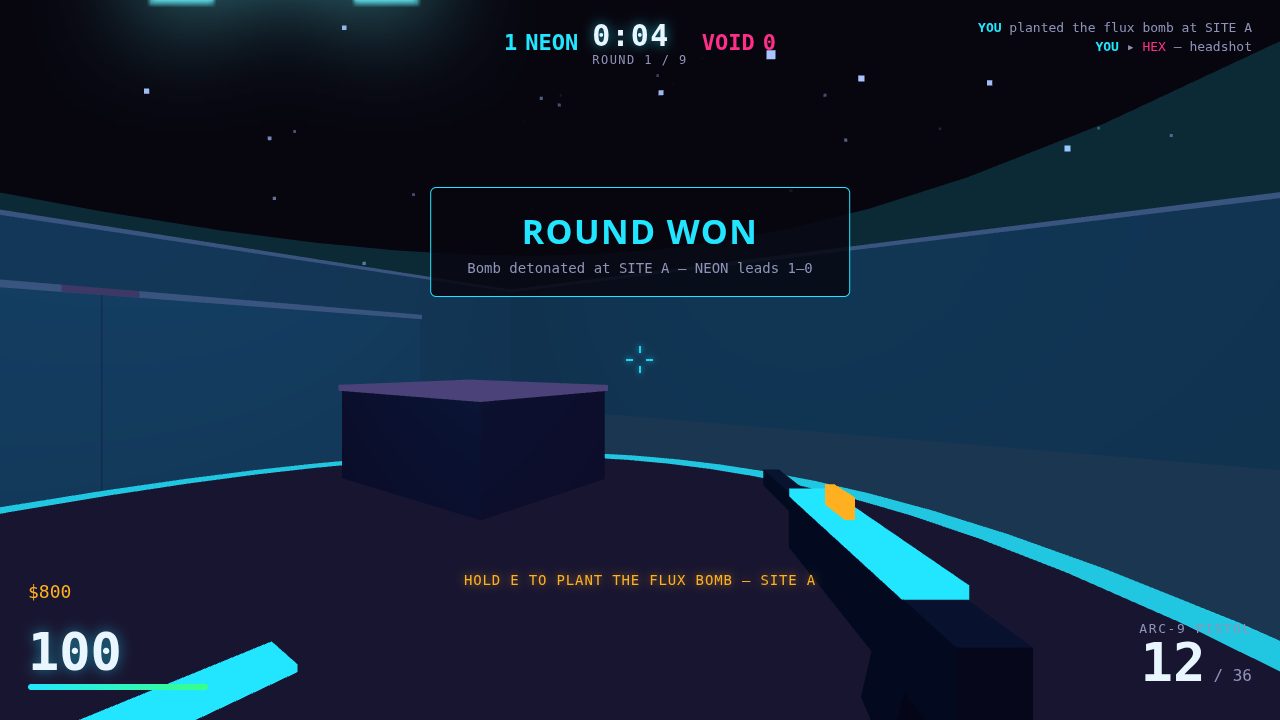 1 NEON 0:04 VOID 0
ROUND 1 / 9
YOU planted the flux bomb at SITE A
YOU ▸ HEX — headshot
ROUND WON
Bomb detonated at SITE A — NEON leads 1–0
HOLD E TO PLANT THE FLUX BOMB — SITE A
$800
100
ARC-9 PISTOL
12 / 36